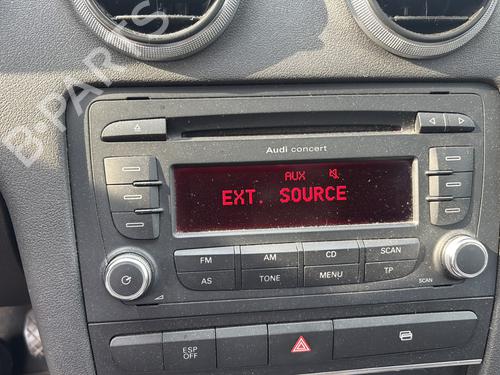 B-PARTS
Audi concert
AUX
EXT. SOURCE
FM AM CD SCAN
AS TONE MENU TP
SCAN
ESP OFF